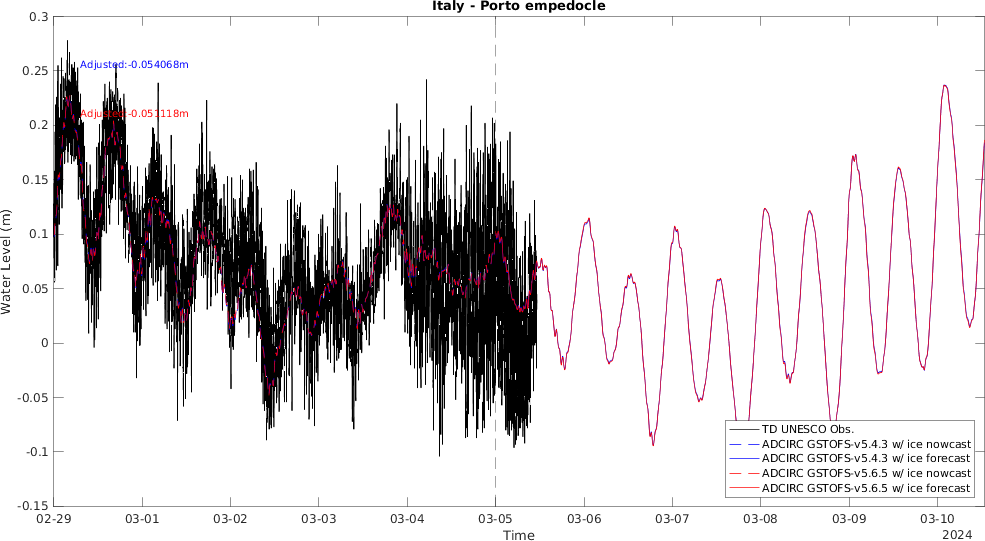 Italy - Porto empedocle
Water Level (m)
0.3
0.25
0.2
0.15
0.1
0.05
0
-0.05
-0.1
-0.15
Adjusted:-0.054068m
Adjusted:-0.051118m
TD UNESCO Obs.
ADCIRC GSTOFS-v5.4.3 w/ ice nowcast
ADCIRC GSTOFS-v5.4.3 w/ ice forecast
ADCIRC GSTOFS-v5.6.5 w/ ice nowcast
ADCIRC GSTOFS-v5.6.5 w/ ice forecast
02-29 03-01 03-02 03-03 03-04 03-05 03-06 03-07 03-08 03-09 03-10
Time
2024